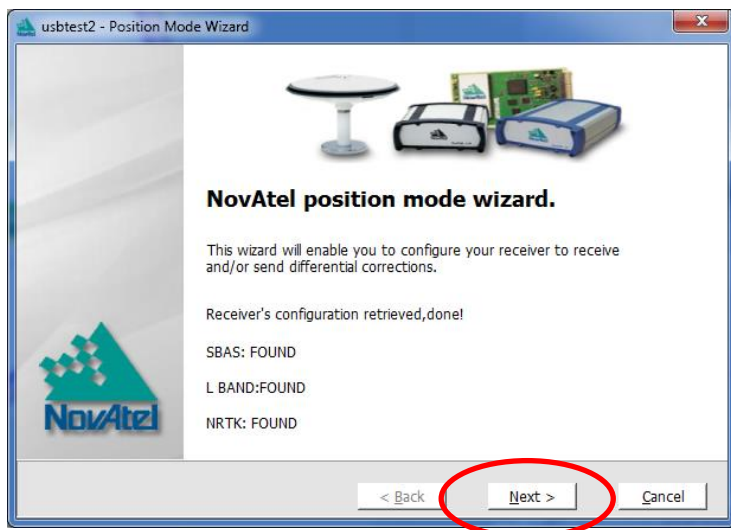 usbtest2 - Position Mode Wizard
x
NovAtel position mode wizard.
This wizard will enable you to configure your receiver to receive
and/or send differential corrections.
Receiver's configuration retrieved,done!
SBAS: FOUND
L BAND:FOUND
NRTK: FOUND
NovAtel
< Back
Next >
Cancel